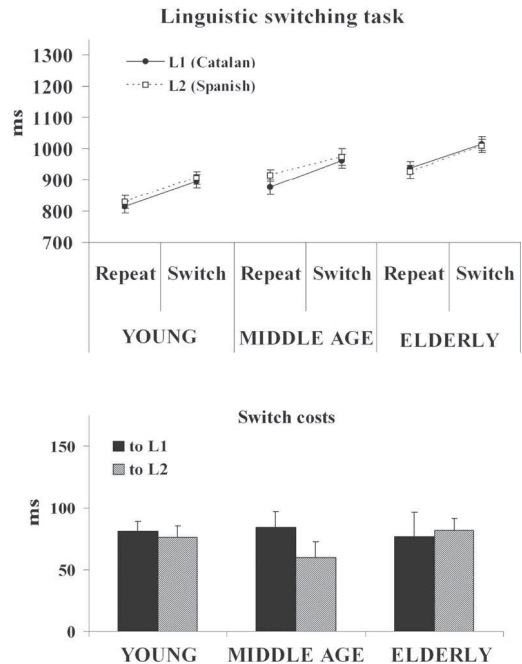 Linguistic switching task
1300
1200
1100
1000
900
800
700
ms
L1 (Catalan)
L2 (Spanish)
Repeat Switch Repeat Switch Repeat Switch
YOUNG MIDDLE AGE ELDERLY
Switch costs
150
100
50
0
ms
to L1
to L2
YOUNG MIDDLE AGE ELDERLY